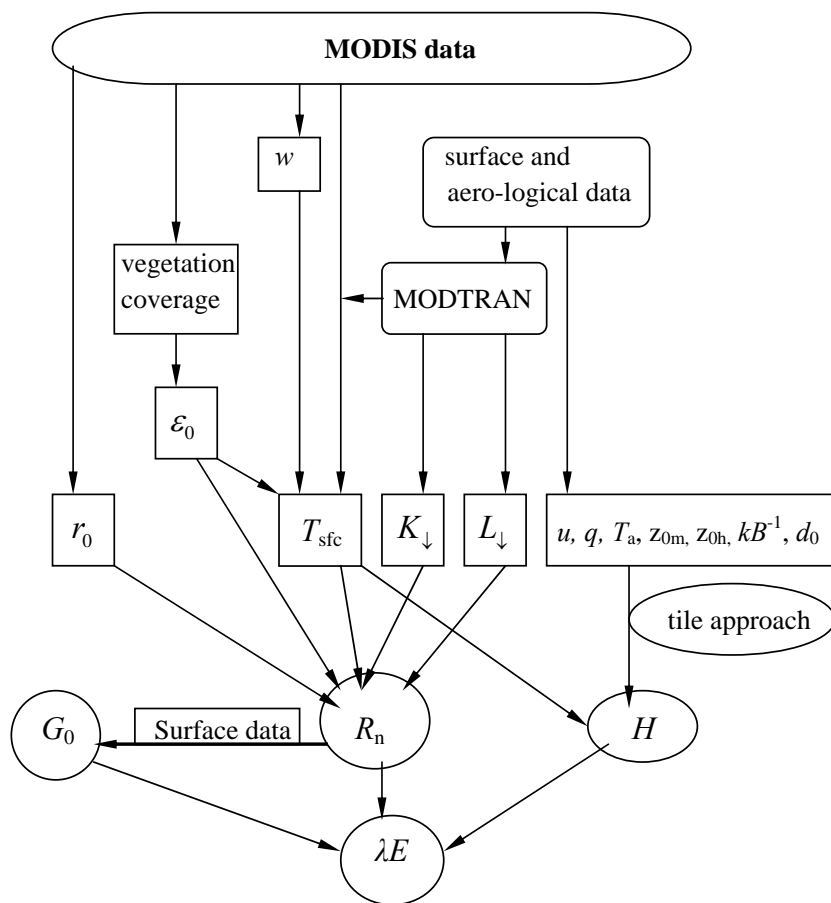 MODIS data
w
surface and
aero-logical data
vegetation
coverage
MODTRAN
ε₀
r₀
T_sfc
K↓
L↓
u, q, Tₐ, z₀ₘ, z₀ₕ, kB⁻¹, d₀
tile approach
G₀
Surface data
Rₙ
H
λE